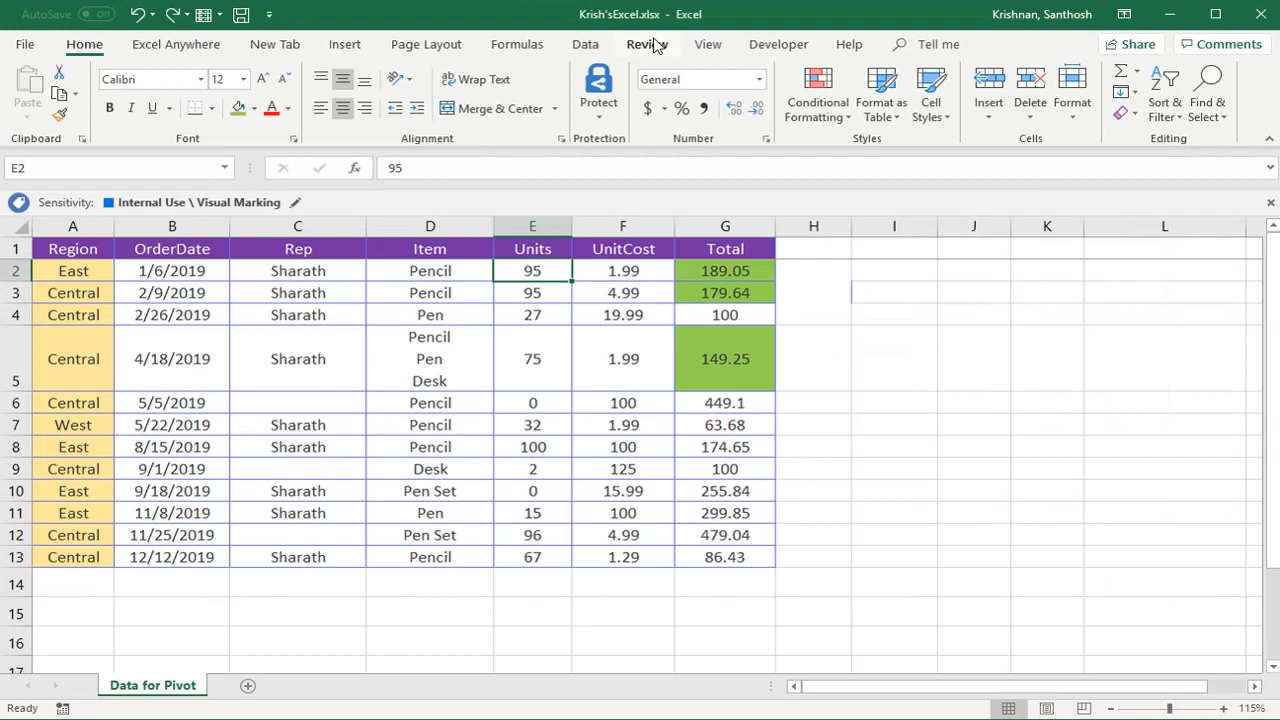 AutoSave Off Krish'sExcel.xlsx - Excel Krishnan, Santhosh
File Home Excel Anywhere New Tab Insert Page Layout Formulas Data Review View Developer Help Tell me Share Comments
Paste Calibri 12 Wrap Text Protect General Conditional Formatting Format as Table Cell Styles Insert Delete Format Sort & Filter Find & Select
B I U A Merge & Center $ % ,
Clipboard Font Alignment Protection Number Styles Cells Editing
E2 fx 95
Sensitivity: Internal Use \ Visual Marking
A B C D E F G H I J K L
1 Region OrderDate Rep Item Units UnitCost Total
2 East 1/6/2019 Sharath Pencil 95 1.99 189.05
3 Central 2/9/2019 Sharath Pencil 95 4.99 179.64
4 Central 2/26/2019 Sharath Pen 27 19.99 100
Pencil
Central 4/18/2019 Sharath Pen 75 1.99 149.25
5 Desk
6 Central 5/5/2019 Pencil 0 100 449.1
7 West 5/22/2019 Sharath Pencil 32 1.99 63.68
8 East 8/15/2019 Sharath Pencil 100 100 174.65
9 Central 9/1/2019 Desk 2 125 100
10 East 9/18/2019 Sharath Pen Set 0 15.99 255.84
11 East 11/8/2019 Sharath Pen 15 100 299.85
12 Central 11/25/2019 Pen Set 96 4.99 479.04
13 Central 12/12/2019 Sharath Pencil 67 1.29 86.43
14
15
16
17
Data for Pivot
Ready 115%